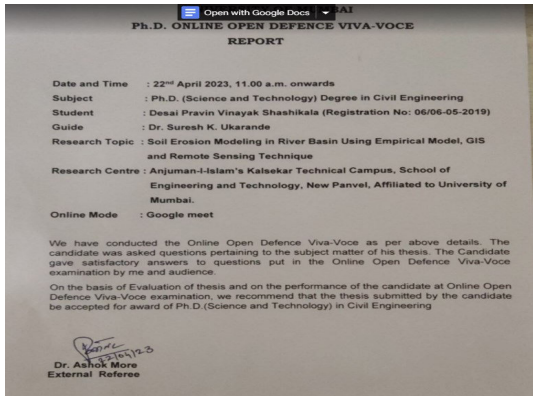 Open with Google Docs
Ph.D. ONLINE OPEN DEFENCE VIVA-VOCE
REPORT
Date and Time : 22nd April 2023, 11.00 a.m. onwards
Subject : Ph.D. (Science and Technology) Degree in Civil Engineering
Student : Desai Pravin Vinayak Shashikala (Registration No: 06/06-05-2019)
Guide : Dr. Suresh K. Ukarande
Research Topic : Soil Erosion Modeling in River Basin Using Empirical Model, GIS
and Remote Sensing Technique
Research Centre : Anjuman-I-Islam's Kalsekar Technical Campus, School of
Engineering and Technology, New Panvel, Affiliated to University of
Mumbai.
Online Mode : Google meet
We have conducted the Online Open Defence Viva-Voce as per above details. The
candidate was asked questions pertaining to the subject matter of his thesis. The Candidate
gave satisfactory answers to questions put in the Online Open Defence Viva-Voce
examination by me and audience.
On the basis of Evaluation of thesis and on the performance of the candidate at Online Open
Defence Viva-Voce examination, we recommend that the thesis submitted by the candidate
be accepted for award of Ph.D.(Science and Technology) in Civil Engineering
22/04/23
Dr. Ashok More
External Referee